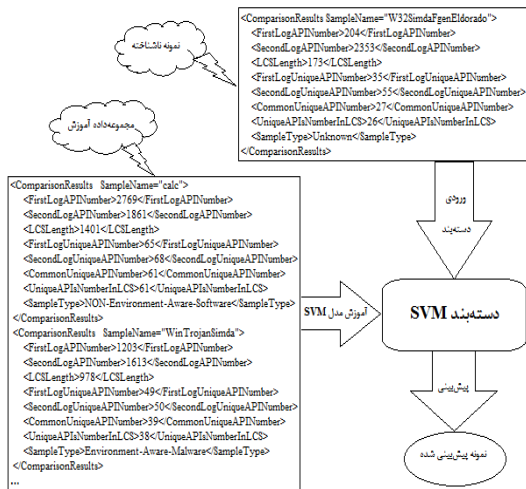 <ComparisonResults SampleName="W32SimdaFgenEldorado">
<FirstLogAPINumber>204</FirstLogAPINumber>
<SecondLogAPINumber>2353</SecondLogAPINumber>
<LCSLength>173</LCSLength>
<FirstLogUniqueAPINumber>35</FirstLogUniqueAPINumber>
<SecondLogUniqueAPINumber>55</SecondLogUniqueAPINumber>
<CommonUniqueAPINumber>27</CommonUniqueAPINumber>
<UniqueAPIsNumberInLCS>26</UniqueAPIsNumberInLCS>
<SampleType>Unknown</SampleType>
</ComparisonResults>
نمونه ناشناخته
مجموعه‌داده آموزش
<ComparisonResults SampleName="calc">
<FirstLogAPINumber>2769</FirstLogAPINumber>
<SecondLogAPINumber>1861</SecondLogAPINumber>
<LCSLength>1401</LCSLength>
<FirstLogUniqueAPINumber>65</FirstLogUniqueAPINumber>
<SecondLogUniqueAPINumber>68</SecondLogUniqueAPINumber>
<CommonUniqueAPINumber>61</CommonUniqueAPINumber>
<UniqueAPIsNumberInLCS>61</UniqueAPIsNumberInLCS>
<SampleType>NON-Environment-Aware-Software</SampleType>
</ComparisonResults>
<ComparisonResults SampleName="WinTrojanSimda">
<FirstLogAPINumber>1203</FirstLogAPINumber>
<SecondLogAPINumber>1613</SecondLogAPINumber>
<LCSLength>978</LCSLength>
<FirstLogUniqueAPINumber>49</FirstLogUniqueAPINumber>
<SecondLogUniqueAPINumber>50</SecondLogUniqueAPINumber>
<CommonUniqueAPINumber>39</CommonUniqueAPINumber>
<UniqueAPIsNumberInLCS>38</UniqueAPIsNumberInLCS>
<SampleType>Environment-Aware-Malware</SampleType>
</ComparisonResults>
...
ورودی
دسته‌بند
آموزش مدل SVM
دسته‌بند SVM
پیش‌بینی
نمونه پیش‌بینی شده